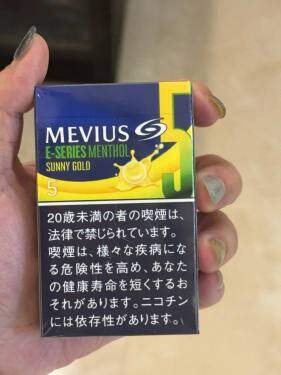 MEVIUS
E-SERIES MENTHOL
SUNNY GOLD
5
5
20歳未満の者の喫煙は、
法律で禁じられています。
喫煙は、様々な疾病にな
る危険性を高め、あなた
の健康寿命を短くするお
それがあります。ニコチン
には依存性があります。